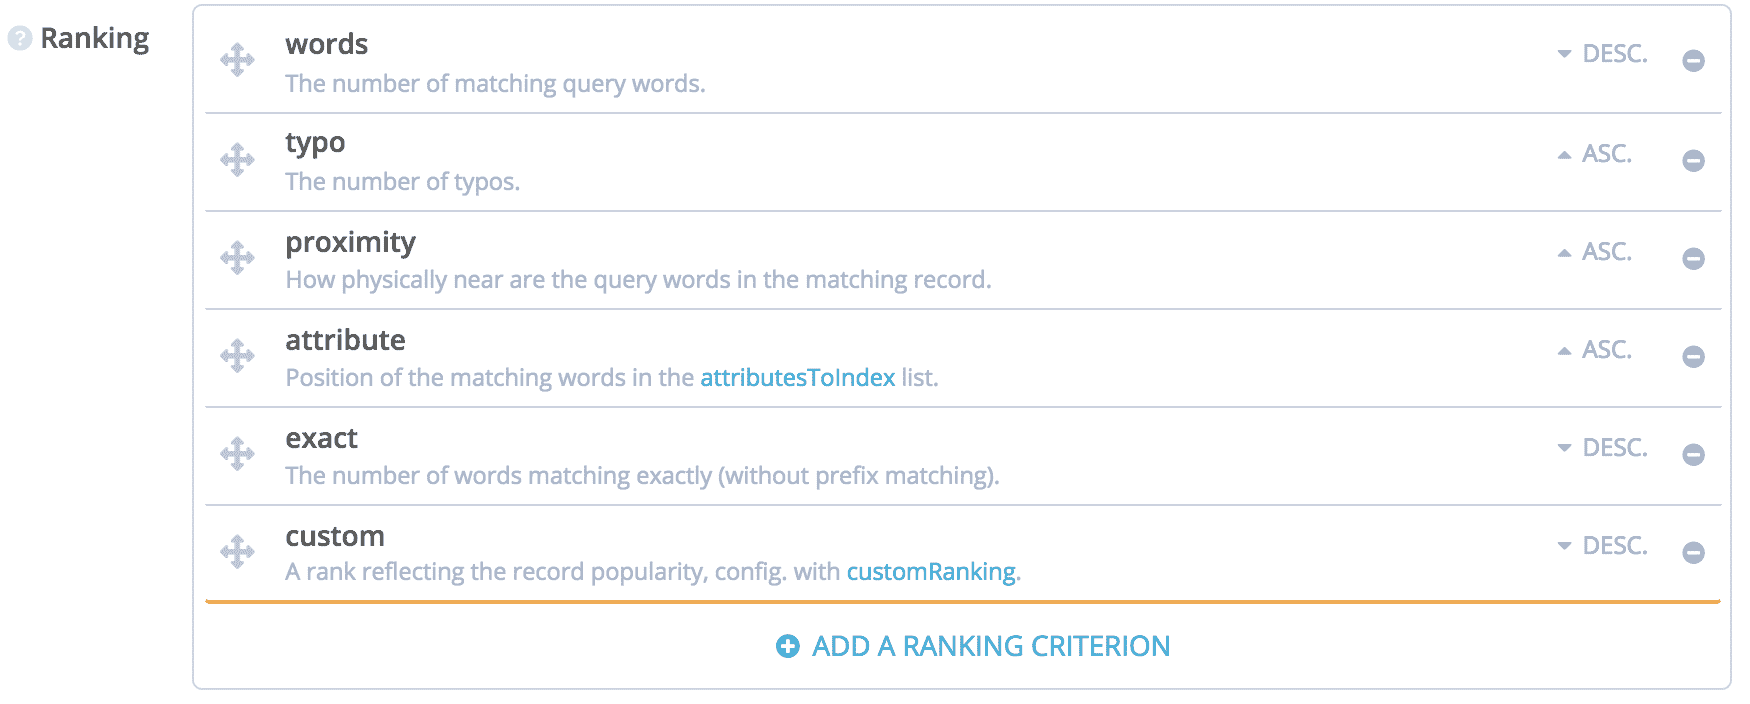 ? Ranking
words
DESC.
The number of matching query words.
typo
ASC.
The number of typos.
proximity
ASC.
How physically near are the query words in the matching record.
attribute
ASC.
Position of the matching words in the attributesToIndex list.
exact
DESC.
The number of words matching exactly (without prefix matching).
custom
DESC.
A rank reflecting the record popularity, config. with customRanking.
ADD A RANKING CRITERION